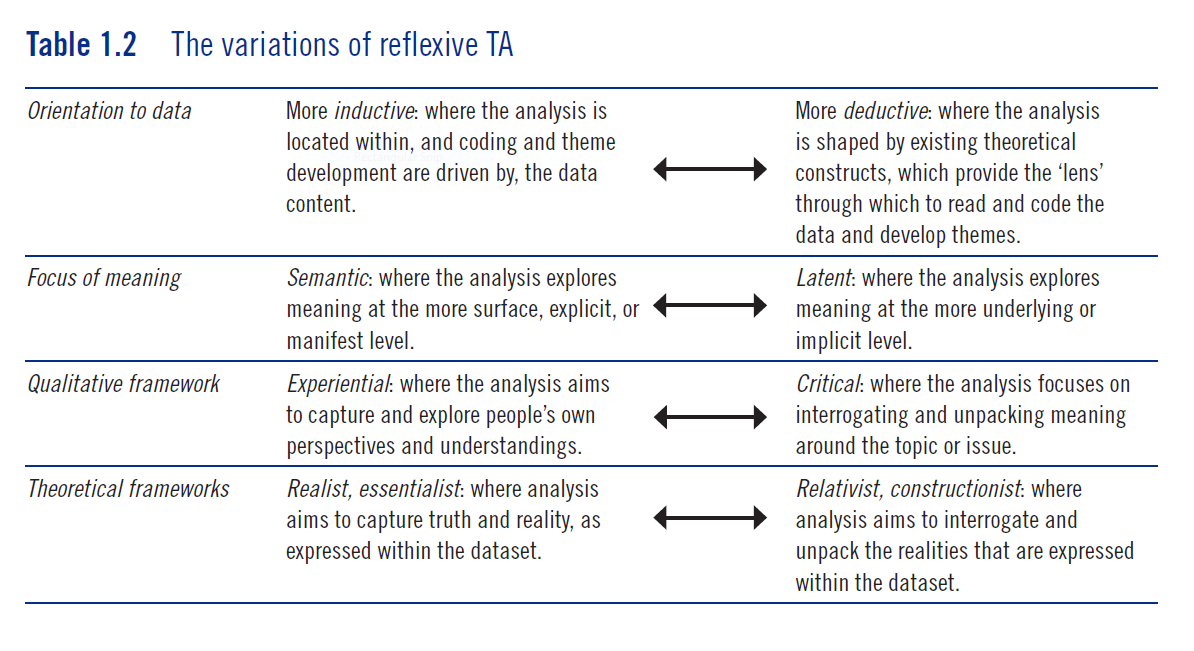 Table 1.2 The variations of reflexive TA
Orientation to data
More inductive: where the analysis is
located within, and coding and theme
development are driven by, the data
content.
More deductive: where the analysis
is shaped by existing theoretical
constructs, which provide the ‘lens’
through which to read and code the
data and develop themes.
Focus of meaning
Semantic: where the analysis explores
meaning at the more surface, explicit, or
manifest level.
Latent: where the analysis explores
meaning at the more underlying or
implicit level.
Qualitative framework
Experiential: where the analysis aims
to capture and explore people’s own
perspectives and understandings.
Critical: where the analysis focuses on
interrogating and unpacking meaning
around the topic or issue.
Theoretical frameworks
Realist, essentialist: where analysis
aims to capture truth and reality, as
expressed within the dataset.
Relativist, constructionist: where
analysis aims to interrogate and
unpack the realities that are expressed
within the dataset.